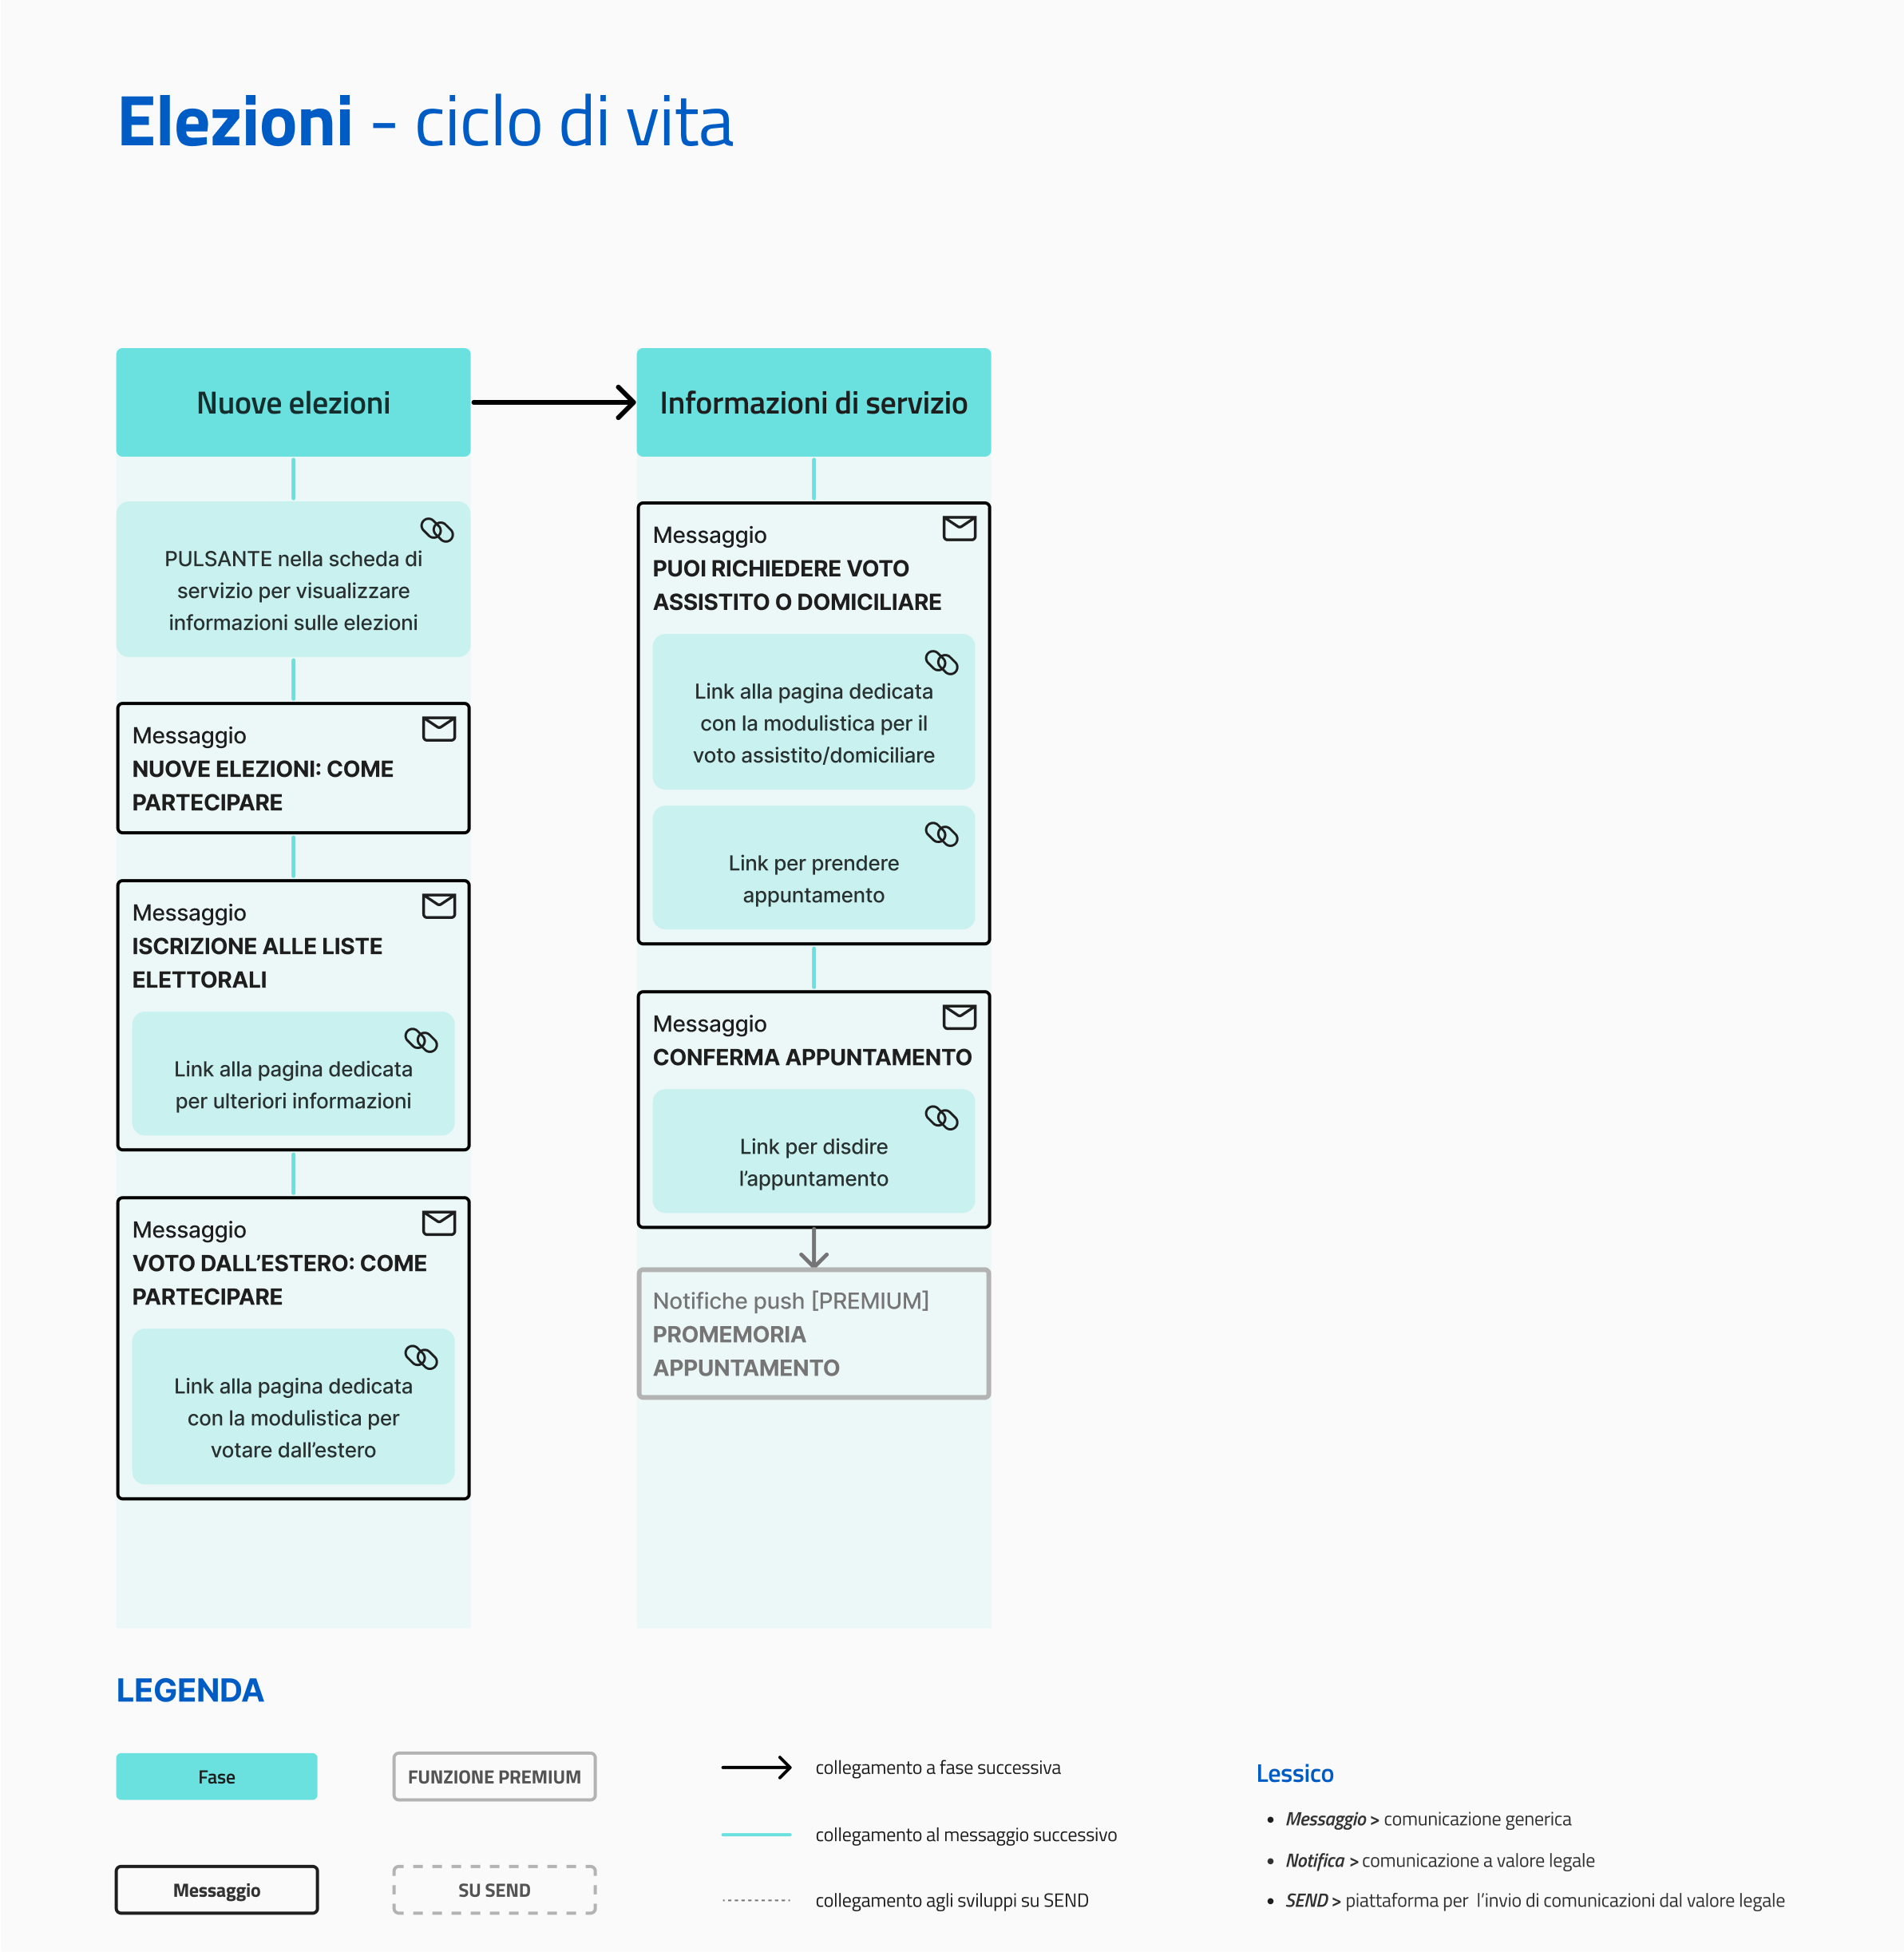 Elezioni - ciclo di vita
Nuove elezioni
PULSANTE nella scheda di
servizio per visualizzare
informazioni sulle elezioni
Messaggio
NUOVE ELEZIONI: COME
PARTECIPARE
Messaggio
ISCRIZIONE ALLE LISTE
ELETTORALI
Link alla pagina dedicata
per ulteriori informazioni
Messaggio
VOTO DALL’ESTERO: COME
PARTECIPARE
Link alla pagina dedicata
con la modulistica per
votare dall’estero
Informazioni di servizio
Messaggio
PUOI RICHIEDERE VOTO
ASSISTITO O DOMICILIARE
Link alla pagina dedicata
con la modulistica per il
voto assistito/domiciliare
Link per prendere
appuntamento
Messaggio
CONFERMA APPUNTAMENTO
Link per disdire
l’appuntamento
Notifiche push [PREMIUM]
PROMEMORIA
APPUNTAMENTO
LEGENDA
Fase
Messaggio
FUNZIONE PREMIUM
SU SEND
collegamento a fase successiva
collegamento al messaggio successivo
collegamento agli sviluppi su SEND
Lessico
• Messaggio > comunicazione generica
• Notifica > comunicazione a valore legale
• SEND > piattaforma per l’invio di comunicazioni dal valore legale